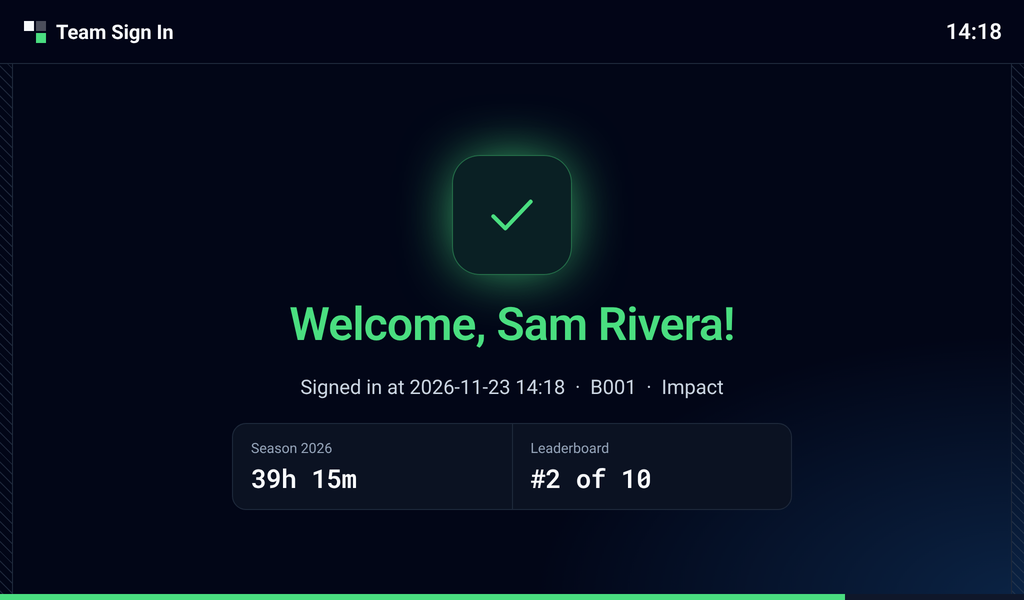 Team Sign In
14:18
Welcome, Sam Rivera!
Signed in at 2026-11-23 14:18 · B001 · Impact
Season 2026
39h 15m
Leaderboard
#2 of 10